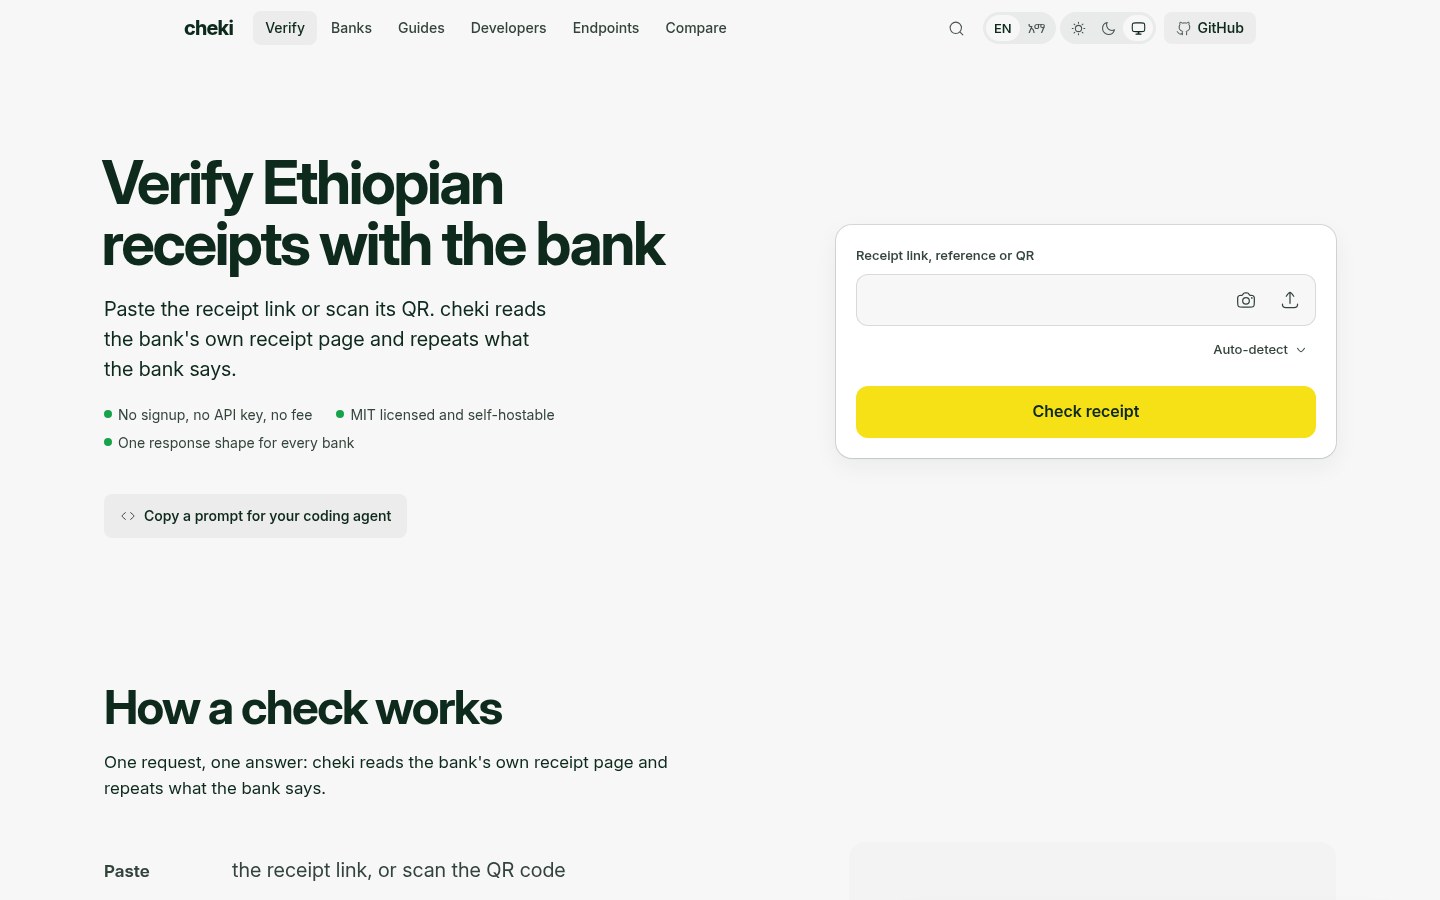 cheki
Verify
Banks
Guides
Developers
Endpoints
Compare
EN
አማ
GitHub
Verify Ethiopian
receipts with the bank
Paste the receipt link or scan its QR. cheki reads
the bank's own receipt page and repeats what
the bank says.
No signup, no API key, no fee
MIT licensed and self-hostable
One response shape for every bank
Copy a prompt for your coding agent
Receipt link, reference or QR
Auto-detect
Check receipt
How a check works
One request, one answer: cheki reads the bank's own receipt page and
repeats what the bank says.
Paste
the receipt link, or scan the QR code